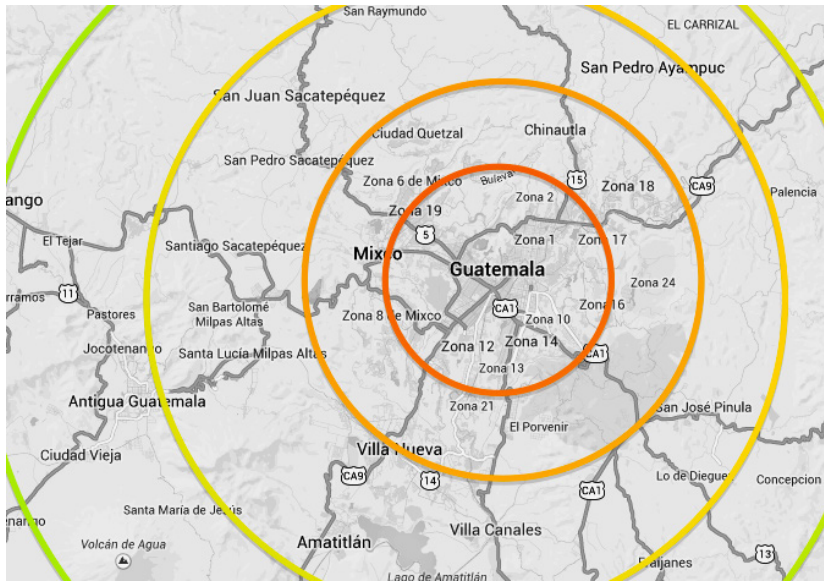 San Raymundo
EL CARRIZAL
San Pedro Ayampuc
San Juan Sacatepéquez
Ciudad Quetzal
Chinautla
San Pedro Sacatepéquez
Zona 6 de Mixco
Buleva
15
Zona 18
CA9
Palencia
Zona 2
ango
Zona 19
5
Zona 1
Zona 17
El Tejar
Santiago Sacatepéquez
Mixco
Guatemala
Zona 24
11
rramos
Pastores
San Bartolomé
Milpas Altas
Zona 8 de Mixco
CA1
Zona 10
Zona 16
Jocotenango
Santa Lucía Milpas Altas
Zona 12
Zona 14
CA1
Zona 13
Antigua Guatemala
Zona 21
San José Pinula
El Porvenir
Ciudad Vieja
Villa Nueva
CA9
14
CA1
Lo de Dieguez
Concepcion
Santa María de Jesús
enango
Villa Canales
Amatitlán
Volcán de Agua
13
Fraijanes
Lago de Amatitlán